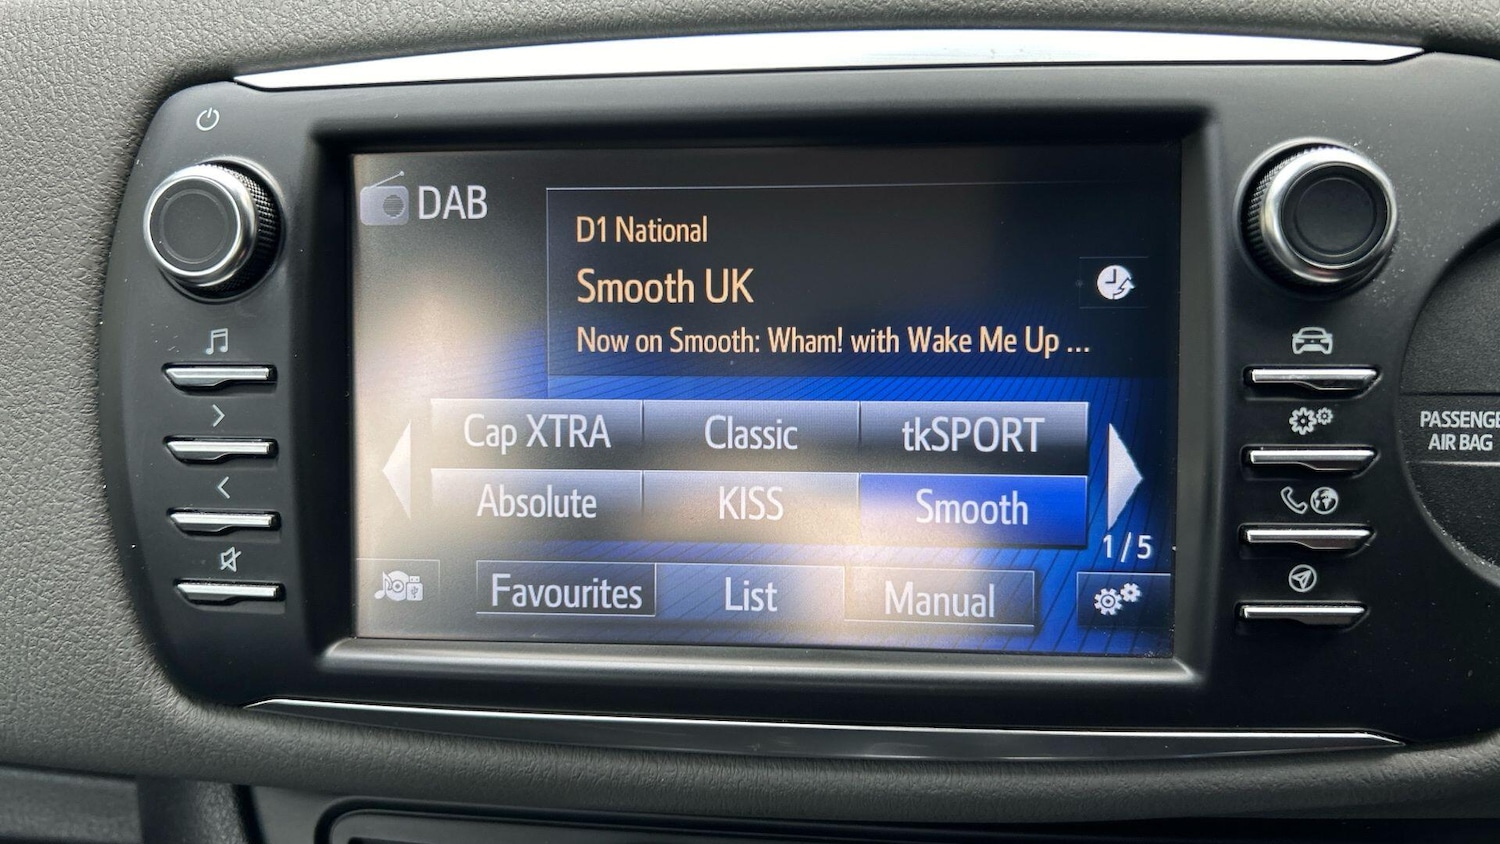 DAB
D1 National
Smooth UK
Now on Smooth: Wham! with Wake Me Up ...
Cap XTRA Classic tkSPORT
Absolute KISS Smooth
1/5
Favourites List Manual
PASSENGE
AIR BAG